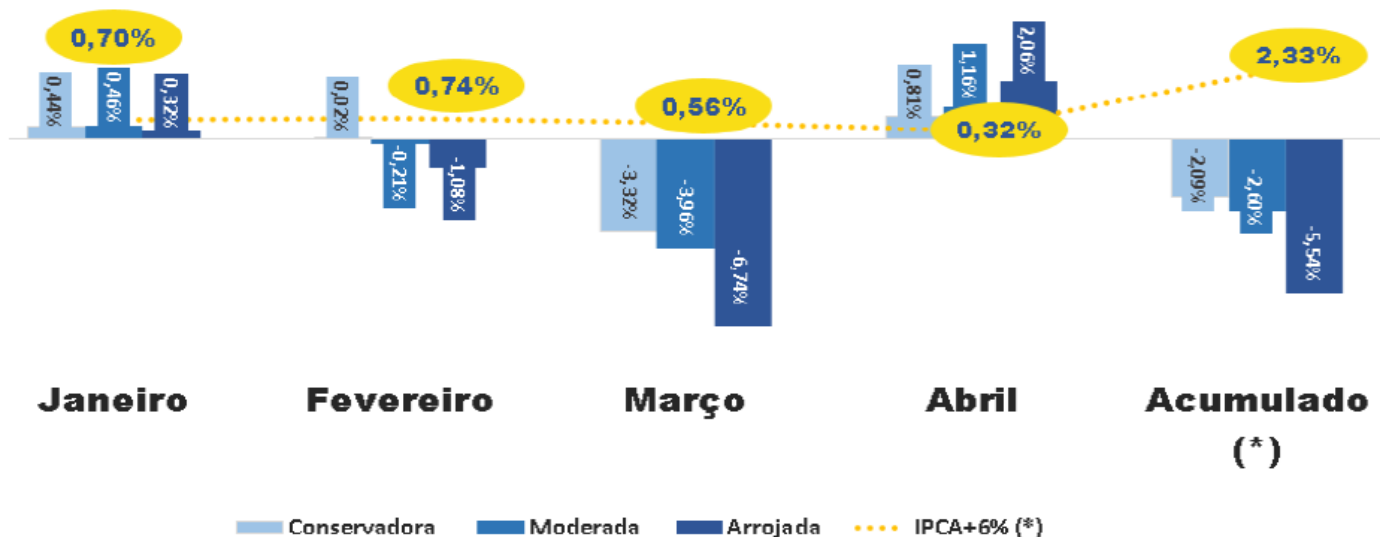 0,70%
0,44%
0,46%
0,32%
0,74%
0,02%
-0,21%
-1,08%
0,56%
-3,32%
-3,96%
-6,74%
0,81%
1,16%
2,06%
0,32%
2,33%
-2,09%
-2,60%
-5,54%
Janeiro
Fevereiro
Março
Abril
Acumulado
(*)
Conservadora
Moderada
Arrojada
IPCA+6% (*)